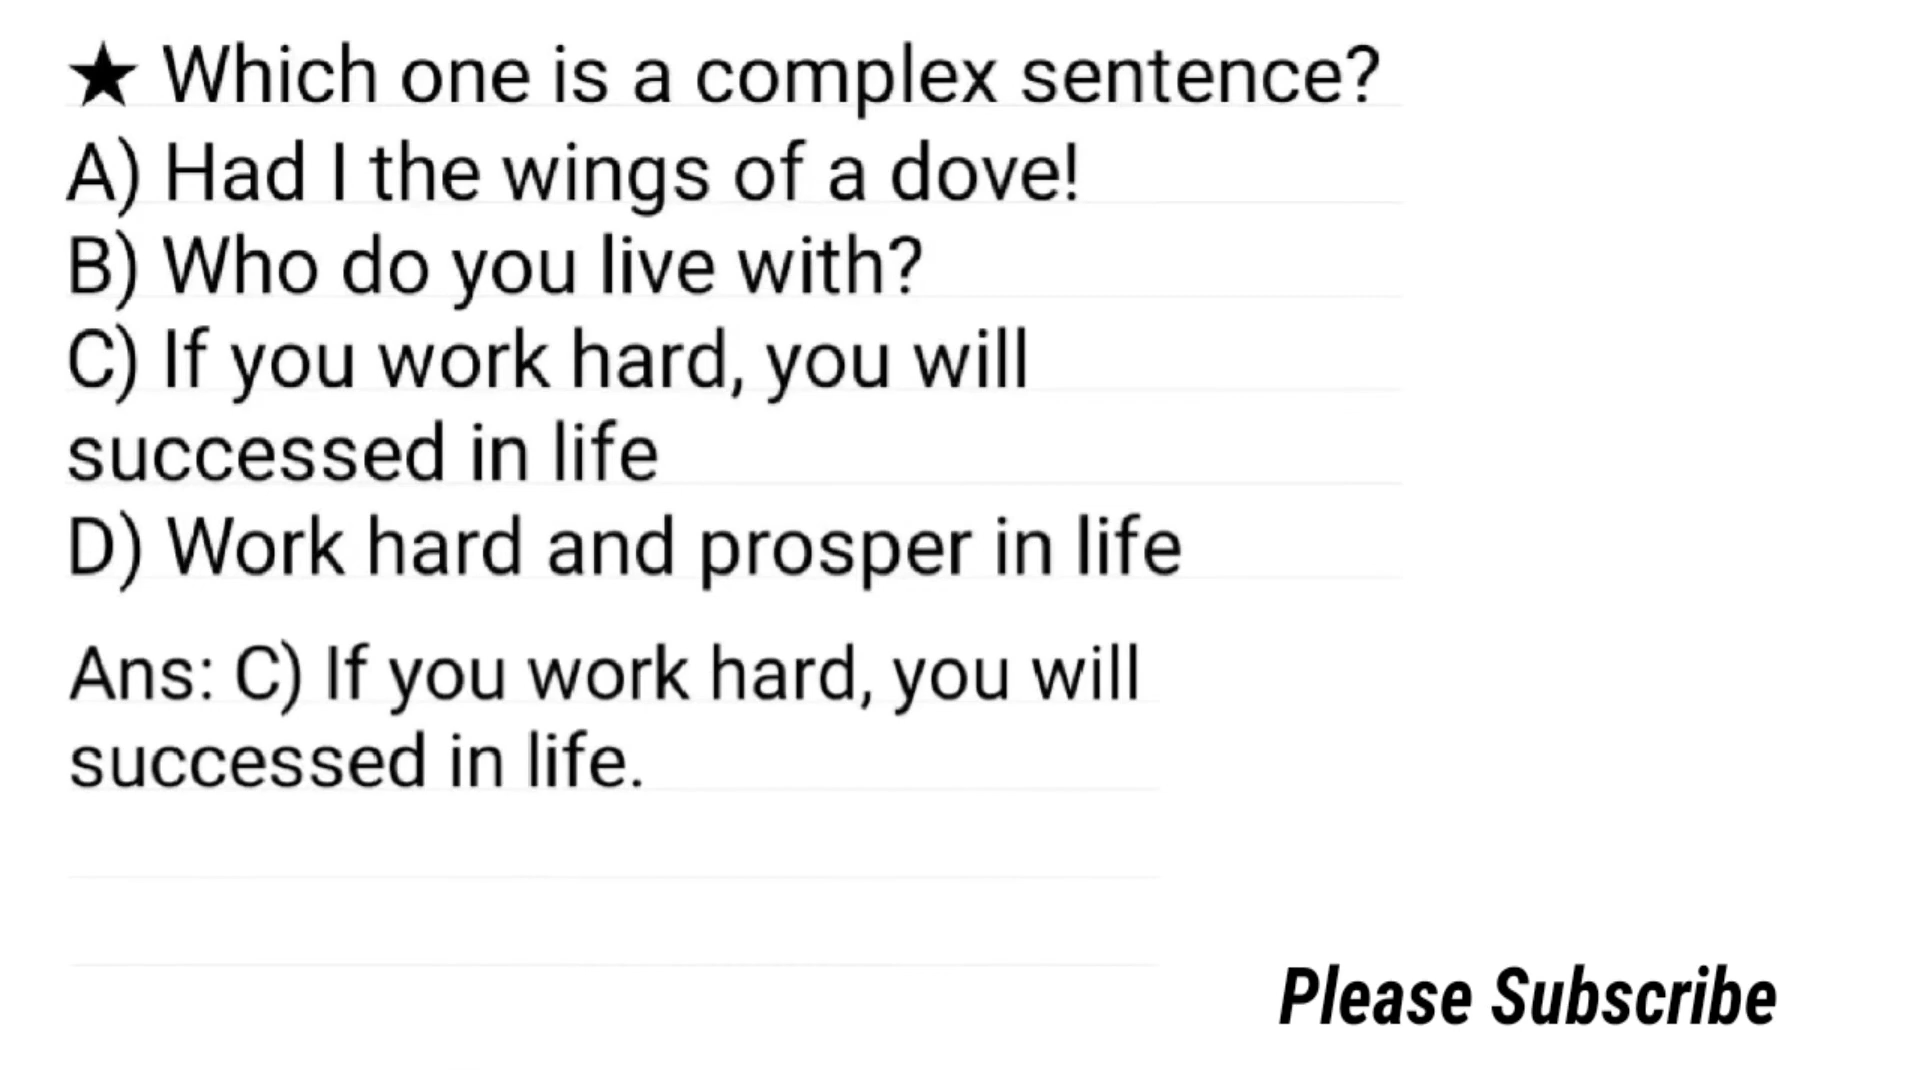 ★ Which one is a complex sentence?
A) Had I the wings of a dove!
B) Who do you live with?
C) If you work hard, you will
successed in life
D) Work hard and prosper in life
Ans: C) If you work hard, you will
successed in life.
Please Subscribe